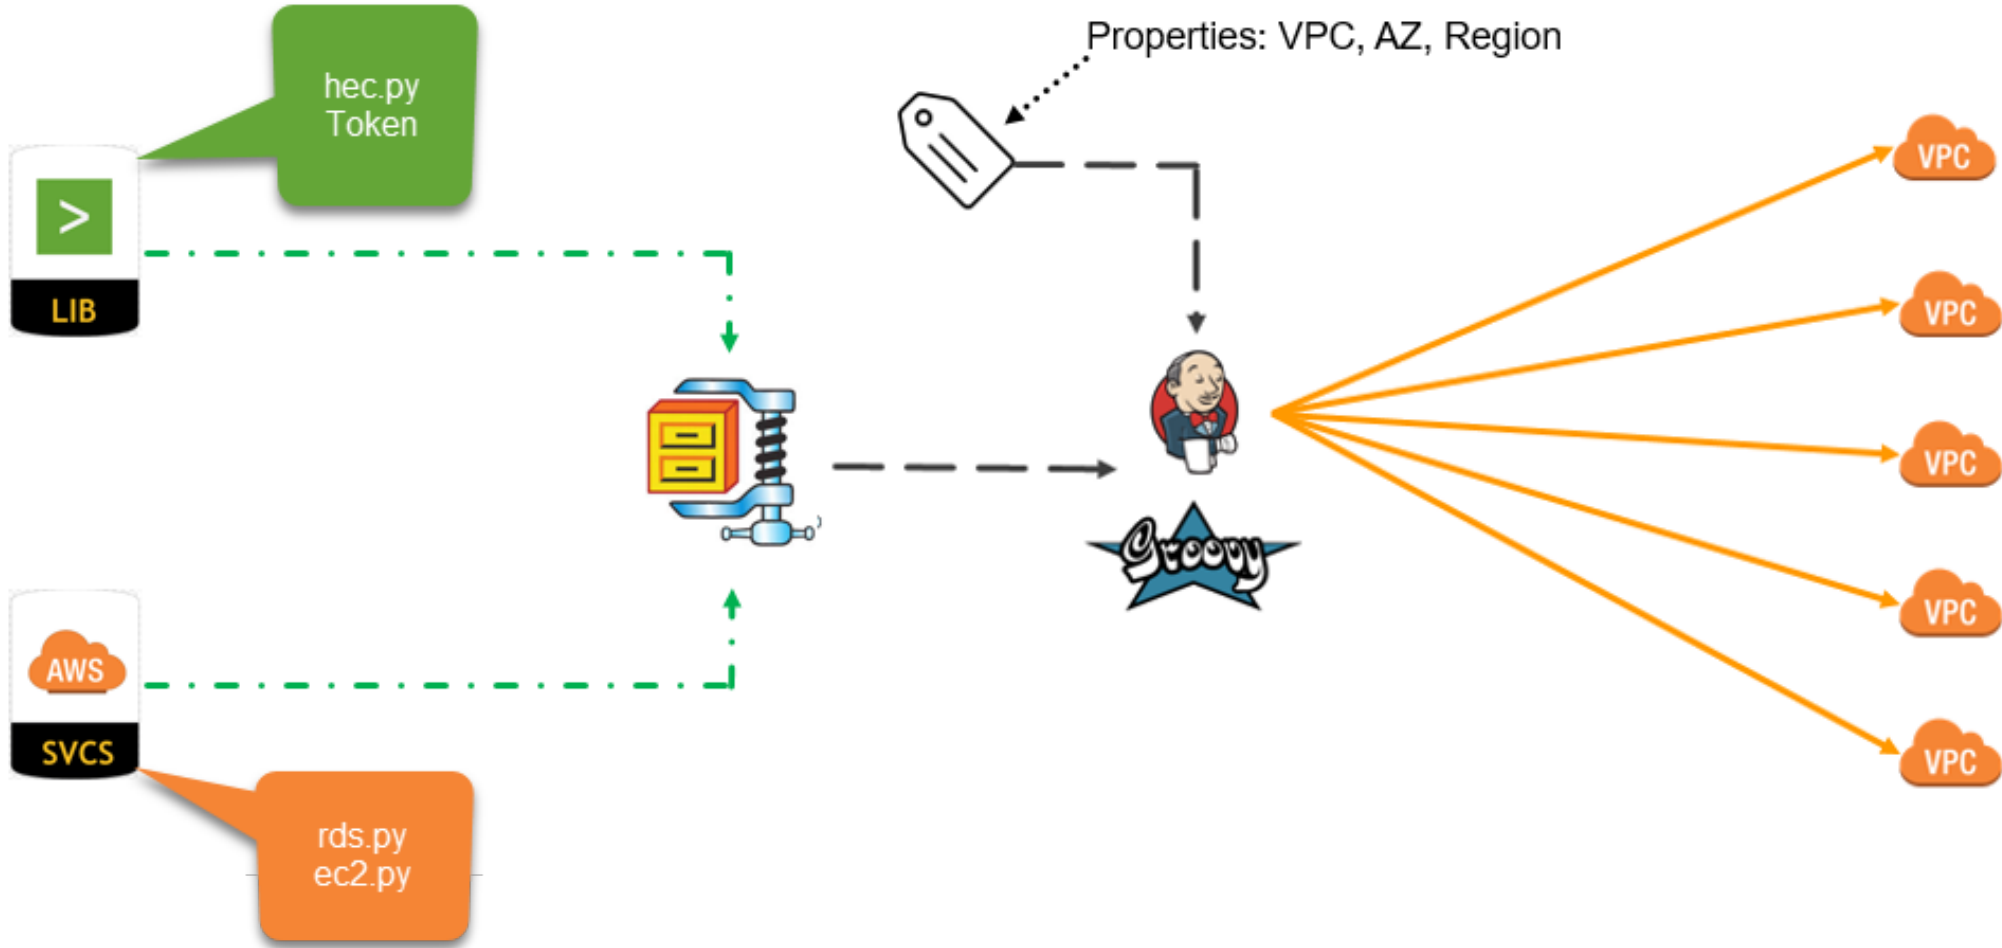 hec.py
Token
Properties: VPC, AZ, Region
>
LIB
VPC
VPC
VPC
VPC
VPC
Groovy
AWS
SVCS
rds.py
ec2.py